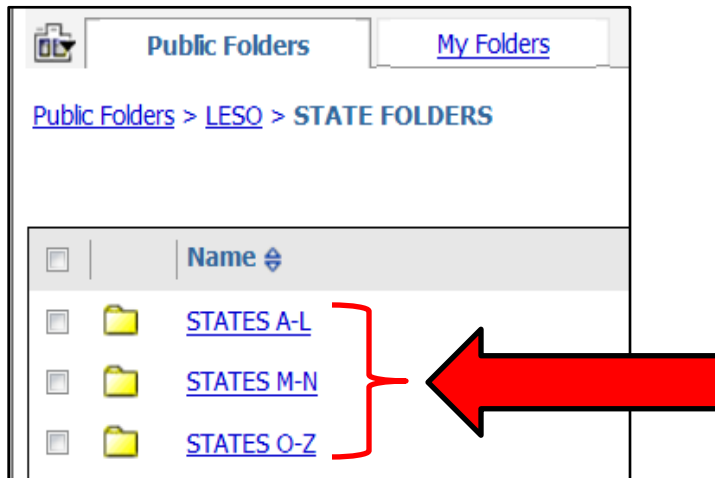 Public Folders My Folders
Public Folders > LESO > STATE FOLDERS
Name
STATES A-L
STATES M-N
STATES O-Z